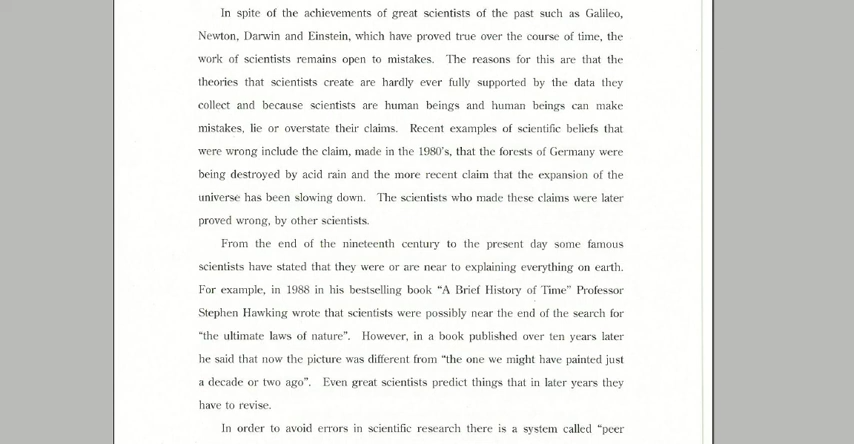 In spite of the achievements of great scientists of the past such as Galileo,
Newton, Darwin and Einstein, which have proved true over the course of time, the
work of scientists remains open to mistakes. The reasons for this are that the
theories that scientists create are hardly ever fully supported by the data they
collect and because scientists are human beings and human beings can make
mistakes, lie or overstate their claims. Recent examples of scientific beliefs that
were wrong include the claim, made in the 1980's, that the forests of Germany were
being destroyed by acid rain and the more recent claim that the expansion of the
universe has been slowing down. The scientists who made these claims were later
proved wrong, by other scientists.
From the end of the nineteenth century to the present day some famous
scientists have stated that they were or are near to explaining everything on earth.
For example, in 1988 in his bestselling book “A Brief History of Time” Professor
Stephen Hawking wrote that scientists were possibly near the end of the search for
“the ultimate laws of nature”. However, in a book published over ten years later
he said that now the picture was different from “the one we might have painted just
a decade or two ago”. Even great scientists predict things that in later years they
have to revise.
In order to avoid errors in scientific research there is a system called “peer